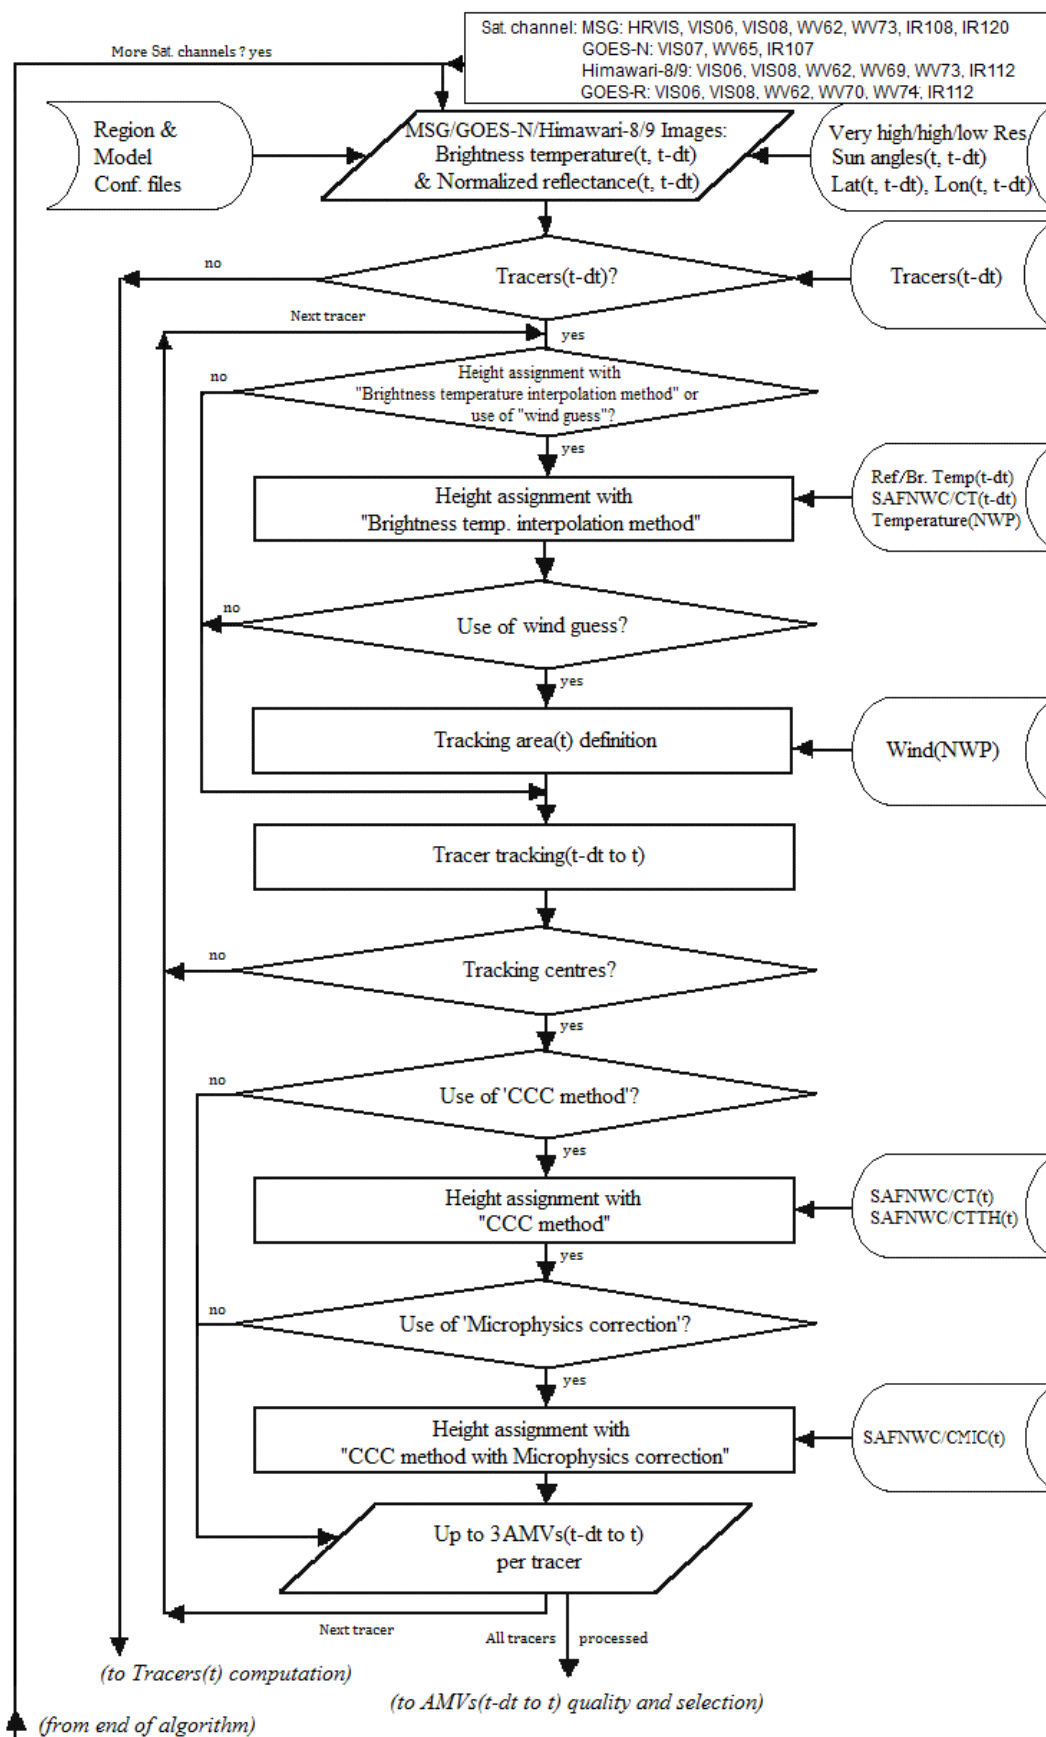 Sat. channel: MSG: HRVIS, VIS06, VIS08, WV62, WV73, IR108, IR120
GOES-N: VIS07, WV65, IR107
Himawari-8/9: VIS06, VIS08, WV62, WV69, WV73, IR112
GOES-R: VIS06, VIS08, WV62, WV70, WV74, IR112
More Sat. channels ? yes
Region &
Model
Conf. files
MSG/GOES-N/Himawari-8/9 Images:
Brightness temperature(t, t-dt)
& Normalized reflectance(t, t-dt)
Very high/high/low Res
Sun angles(t, t-dt)
Lat(t, t-dt), Lon(t, t-dt)
no
Tracers(t-dt)?
Tracers(t-dt)
Next tracer
yes
no
Height assignment with
"Brightness temperature interpolation method" or
use of "wind guess"?
yes
Height assignment with
"Brightness temp. interpolation method"
Ref./Br. Temp(t-dt)
SAFNWC/CT(t-dt)
Temperature(NWP)
no
Use of wind guess?
yes
Tracking area(t) definition
Wind(NWP)
Tracer tracking(t-dt to t)
no
Tracking centres?
yes
no
Use of 'CCC method'?
yes
Height assignment with
"CCC method"
SAFNWC/CT(t)
SAFNWC/CTTH(t)
yes
no
Use of 'Microphysics correction'?
yes
Height assignment with
"CCC method with Microphysics correction"
SAFNWC/CMIC(t)
Up to 3 AMVs(t-dt to t)
per tracer
Next tracer
All tracers processed
(to Tracers(t) computation)
(to AMVs(t-dt to t) quality and selection)
(from end of algorithm)